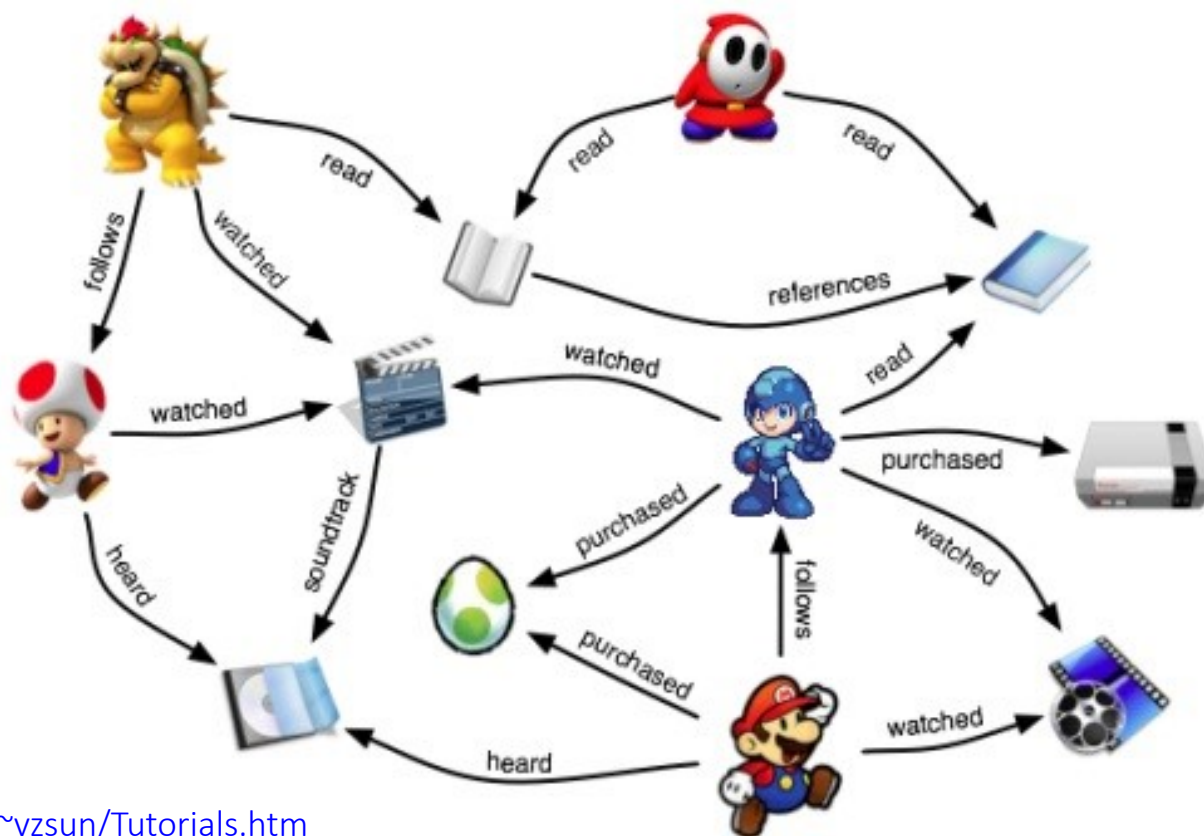 read
read
read
follows
watched
references
watched
read
watched
purchased
soundtrack
purchased
watched
heard
follows
purchased
watched
heard
~yzsun/Tutorials.htm